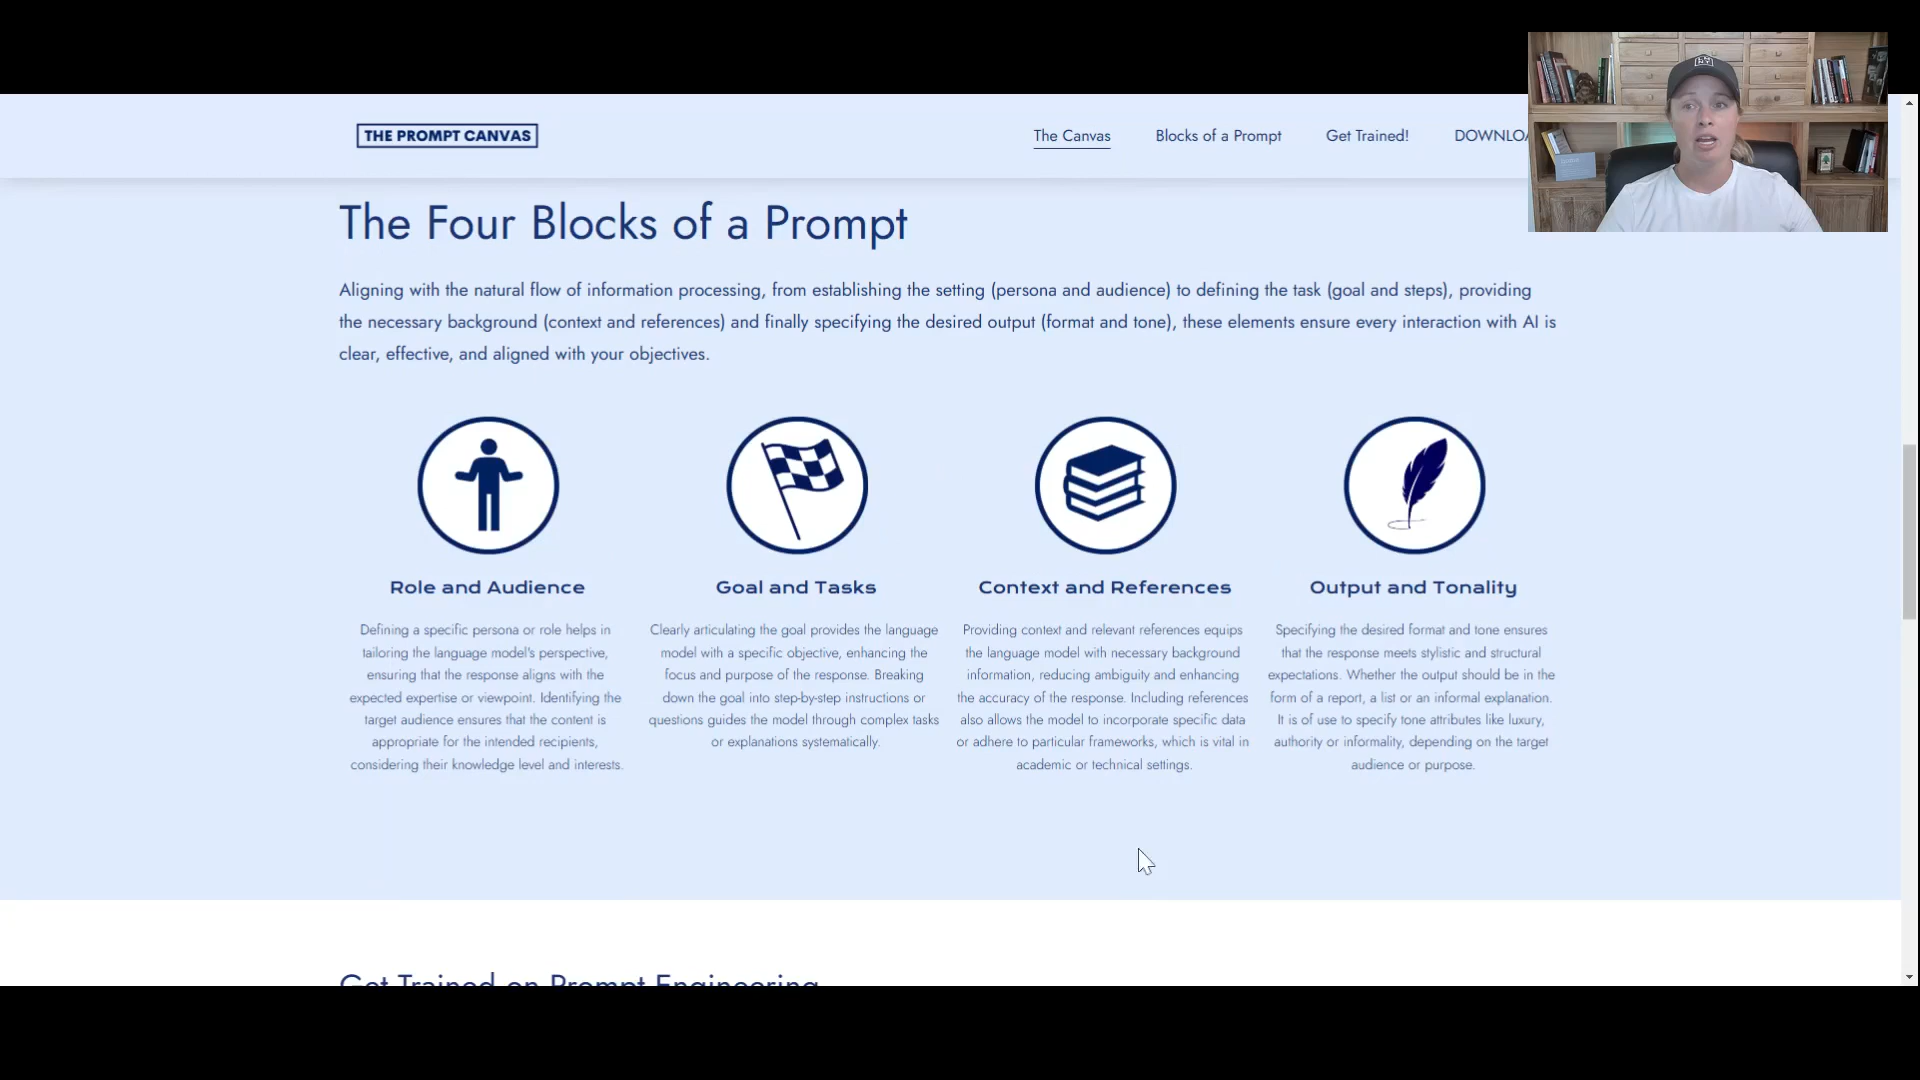 THE PROMPT CANVAS
The Canvas
Blocks of a Prompt
Get Trained!
The Four Blocks of a Prompt
Aligning with the natural flow of information processing, from establishing the setting (persona and audience) to defining the task (goal and steps), providing
the necessary background (context and references) and finally specifying the desired output (format and tone), these elements ensure every interaction with AI is
clear, effective, and aligned with your objectives.
Role and Audience
Defining a specific persona or role helps in
tailoring the language model's perspective,
ensuring that the response aligns with the
expected expertise or viewpoint. Identifying the
target audience ensures that the content is
appropriate for the intended recipients,
considering their knowledge level and interests.
Goal and Tasks
Clearly articulating the goal provides the language
model with a specific objective, enhancing the
focus and purpose of the response. Breaking
down the goal into step-by-step instructions or
questions guides the model through complex tasks
or explanations systematically.
Context and References
Providing context and relevant references equips
the language model with necessary background
information, reducing ambiguity and enhancing
the accuracy of the response. Including references
also allows the model to incorporate specific data
or adhere to particular frameworks, which is vital in
academic or technical settings.
Output and Tonality
Specifying the desired format and tone ensures
that the response meets stylistic and structural
expectations. Whether the output should be in the
form of a report, a list or an informal explanation.
It is of use to specify tone attributes like luxury,
authority or informality, depending on the target
audience or purpose.
Get Trained on Prompt Engineering